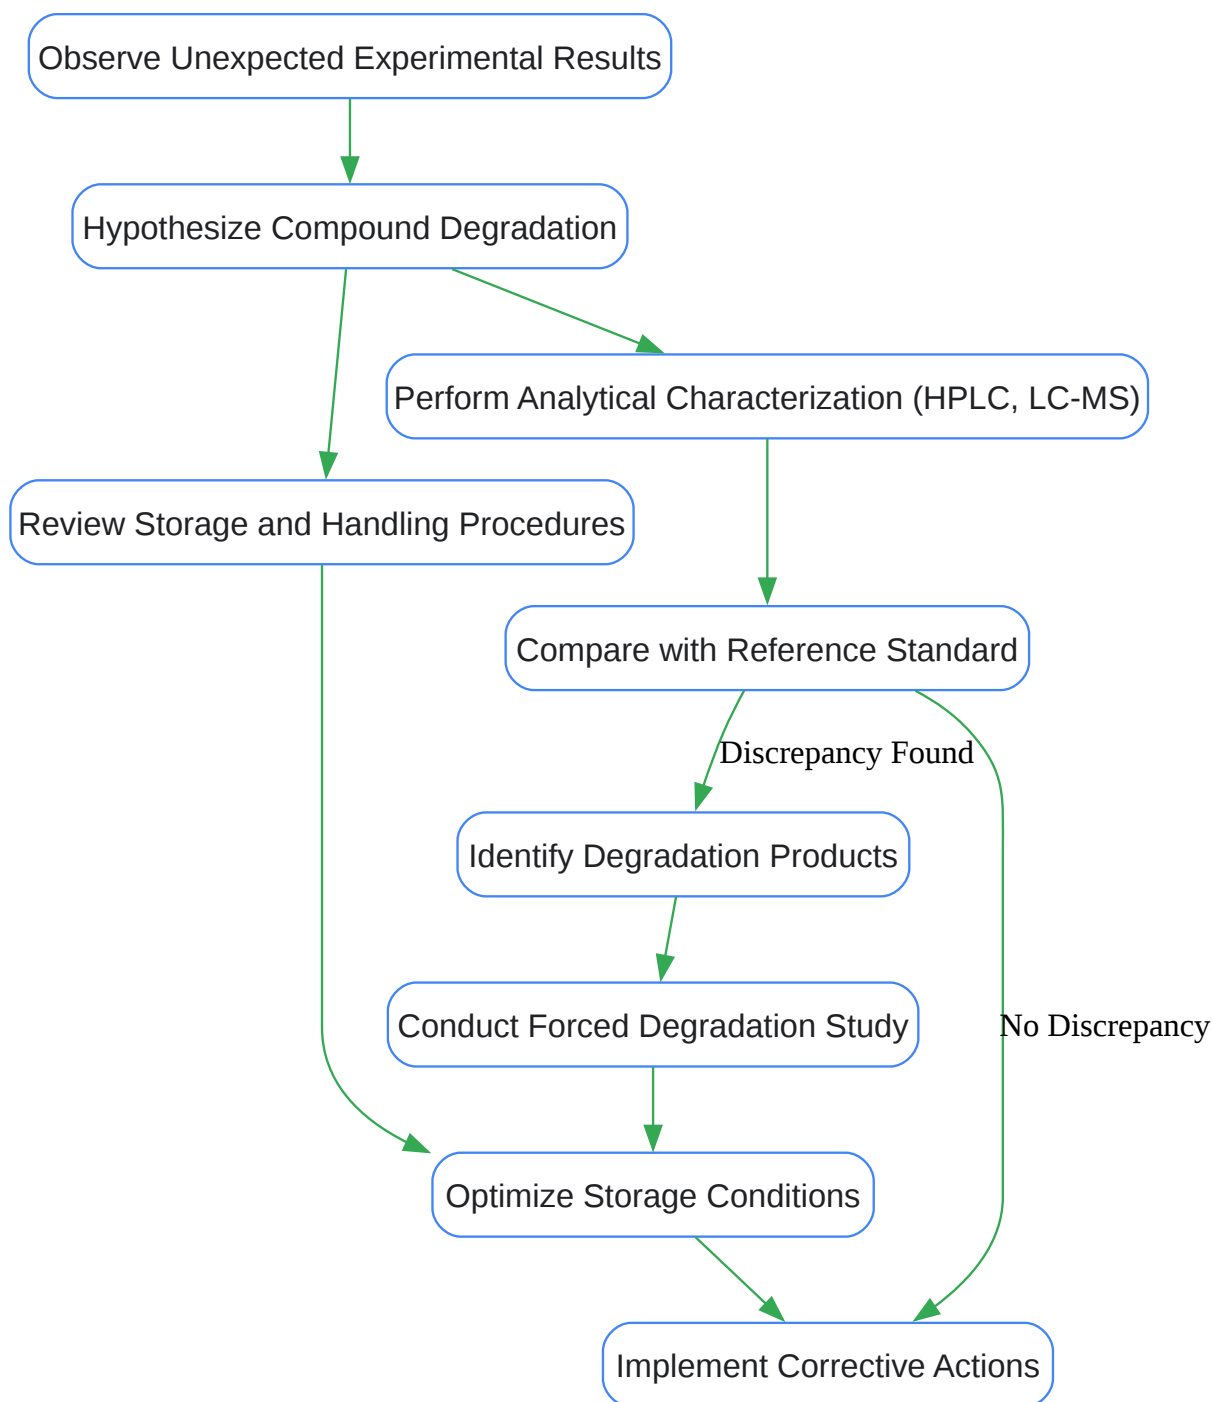 Observe Unexpected Experimental Results
Hypothesize Compound Degradation
Perform Analytical Characterization (HPLC, LC-MS)
Review Storage and Handling Procedures
Compare with Reference Standard
Discrepancy Found
Identify Degradation Products
Conduct Forced Degradation Study
No Discrepancy
Optimize Storage Conditions
Implement Corrective Actions